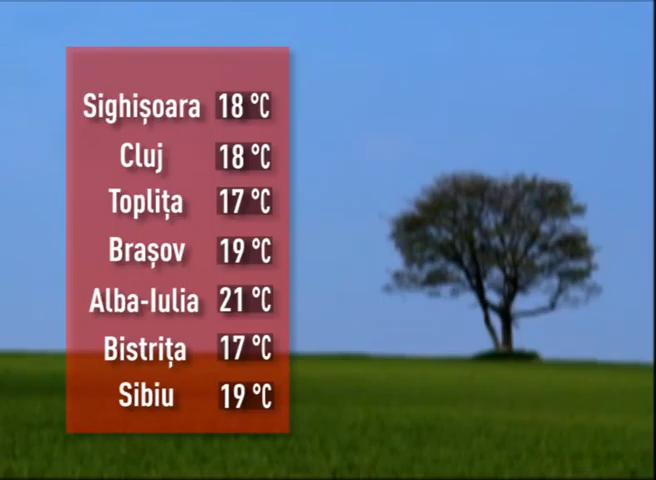 Sighișoara 18 °C
Cluj 18 °C
Toplița 17 °C
Brașov 19 °C
Alba-Iulia 21 °C
Bistrița 17 °C
Sibiu 19 °C